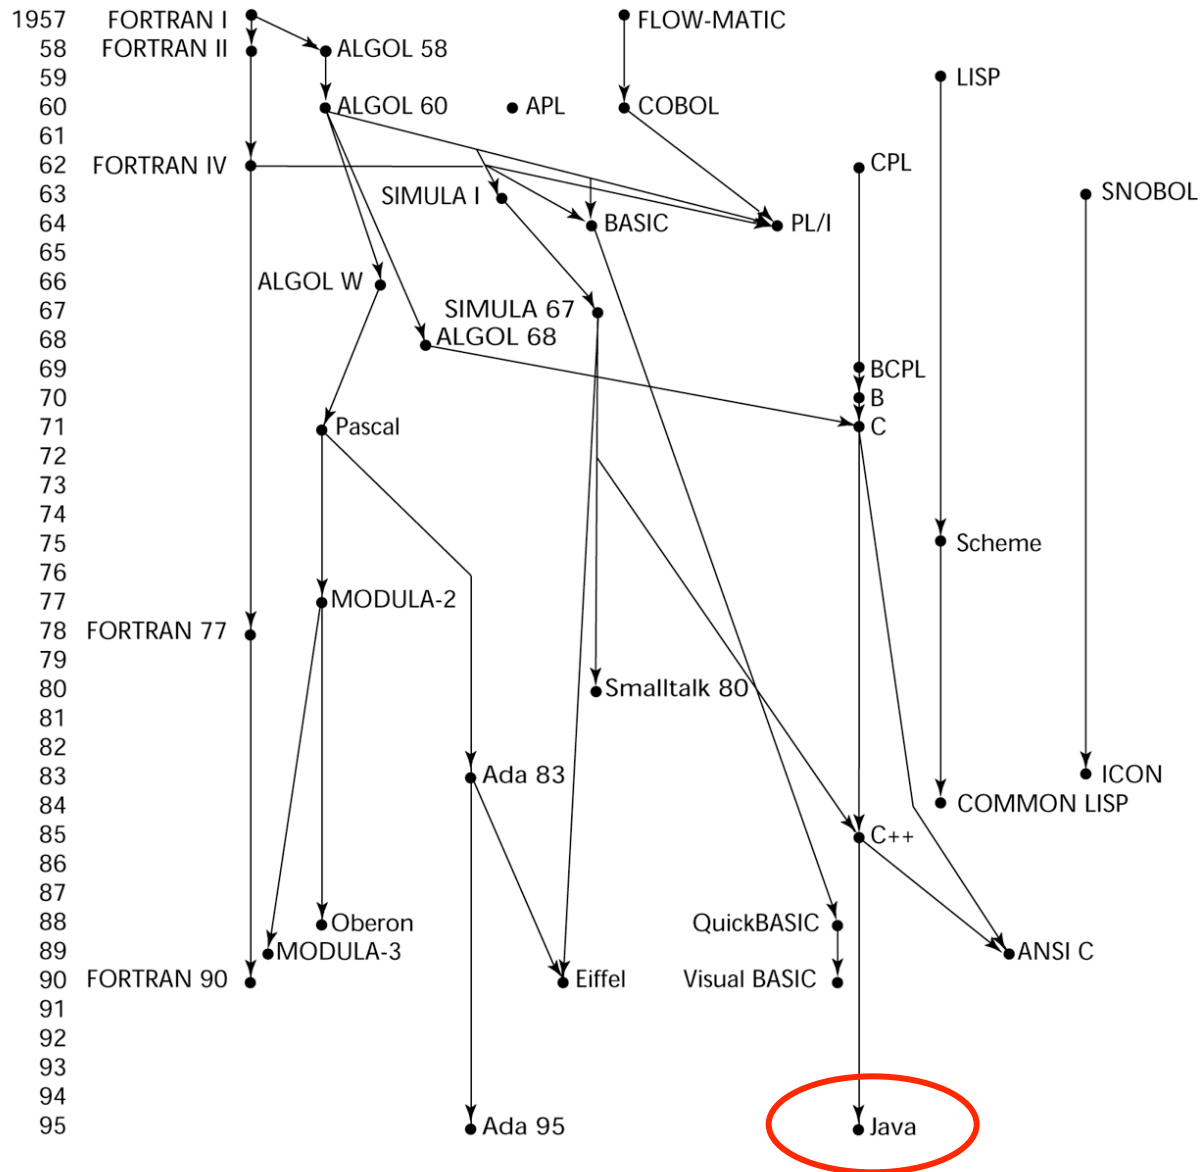 1957 FORTRAN I FLOW-MATIC
58 FORTRAN II ALGOL 58
59 LISP
60 ALGOL 60 APL COBOL
61
62 FORTRAN IV CPL
63 SIMULA I SNOBOL
64 BASIC PL/I
65
66 ALGOL W
67 SIMULA 67
68 ALGOL 68
69 BCPL
70 B
71 Pascal C
72
73
74
75 Scheme
76
77 MODULA-2
78 FORTRAN 77
79
80 Smalltalk 80
81
82
83 Ada 83 ICON
84 COMMON LISP
85 C++
86
87
88 Oberon QuickBASIC
89 MODULA-3 ANSI C
90 FORTRAN 90 Eiffel Visual BASIC
91
92
93
94
95 Ada 95 Java